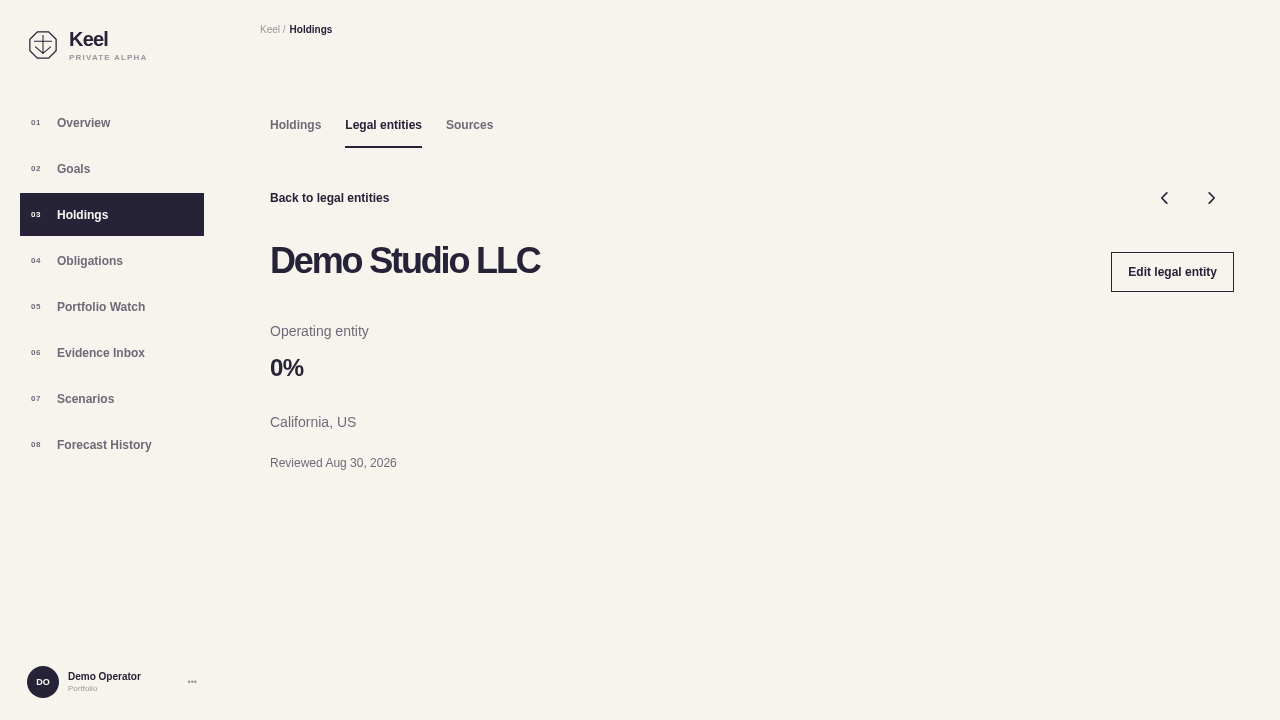 Keel
PRIVATE ALPHA
01 Overview
02 Goals
03 Holdings
04 Obligations
05 Portfolio Watch
06 Evidence Inbox
07 Scenarios
08 Forecast History
DO Demo Operator
Portfolio
•••
Keel / Holdings
Holdings Legal entities Sources
Back to legal entities
Demo Studio LLC
Edit legal entity
Operating entity
0%
California, US
Reviewed Aug 30, 2026